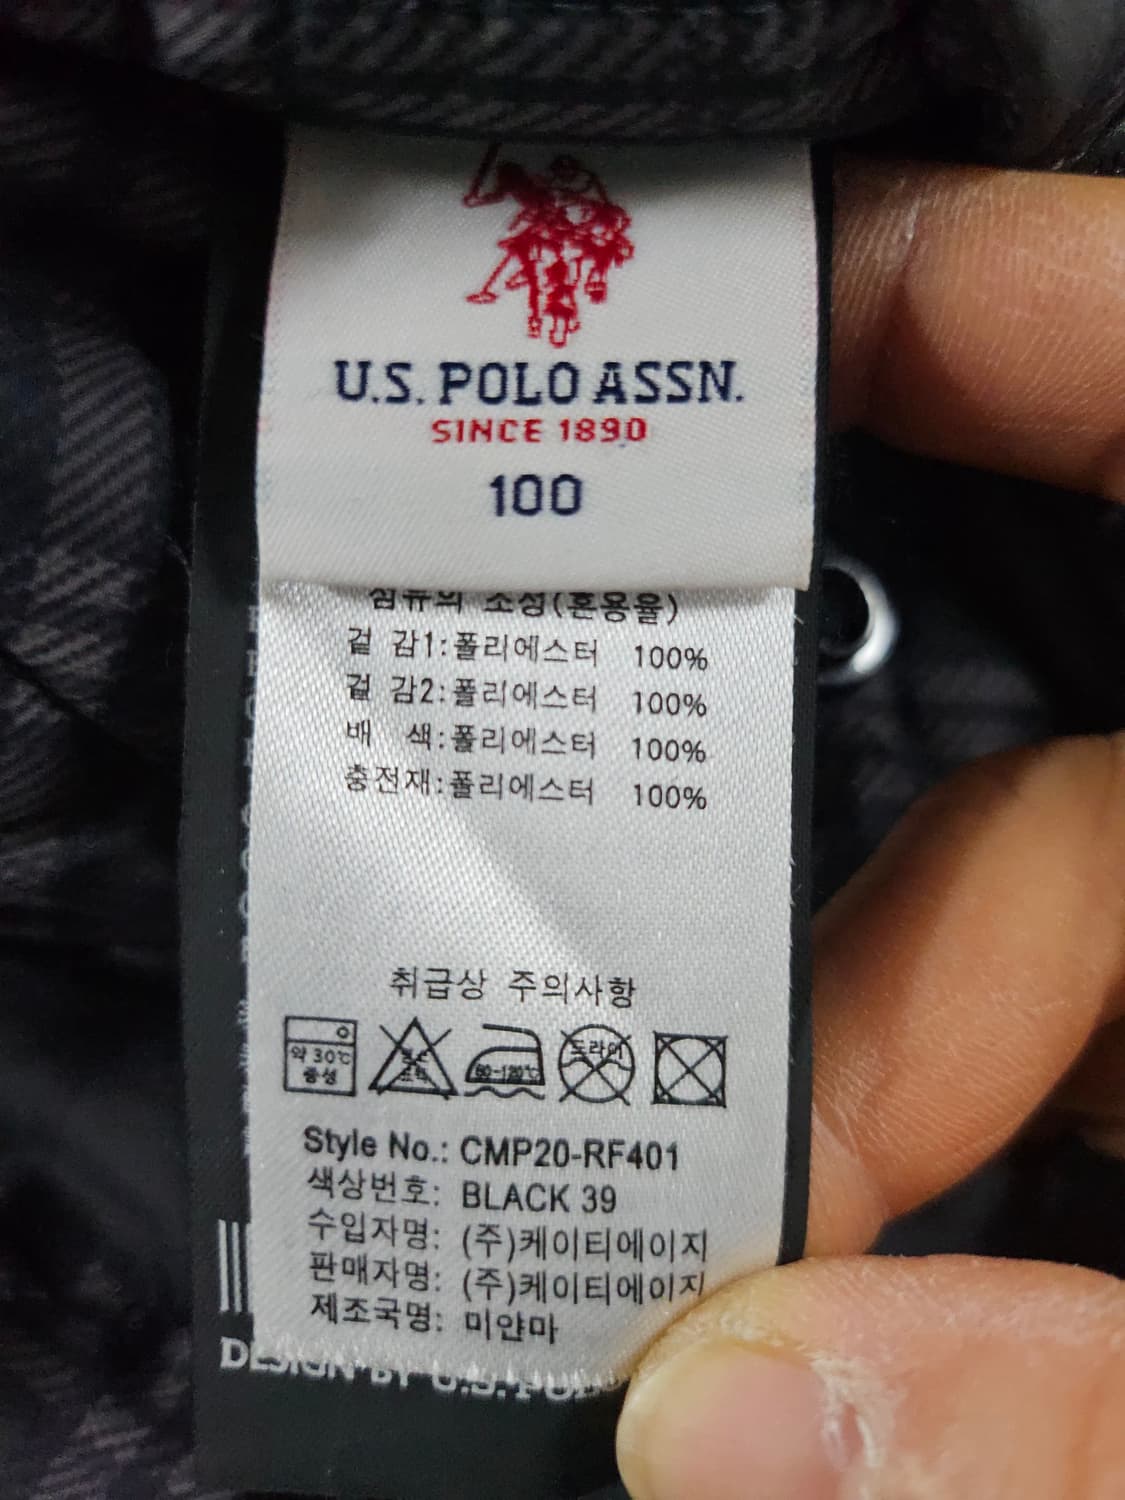 U.S. POLO ASSN.
SINCE 1890
100
섬유의 조성(혼용율)
겉 감1:폴리에스터 100%
겉 감2:폴리에스터 100%
배 색:폴리에스터 100%
충전재:폴리에스터 100%
취급상 주의사항
약 30℃
중성
80~120℃
드라이
Style No.: CMP20-RF401
색상번호: BLACK 39
수입자명: (주)케이티에이지
판매자명: (주)케이티에이지
제조국명: 미얀마
DESIGN BY U.S. POL